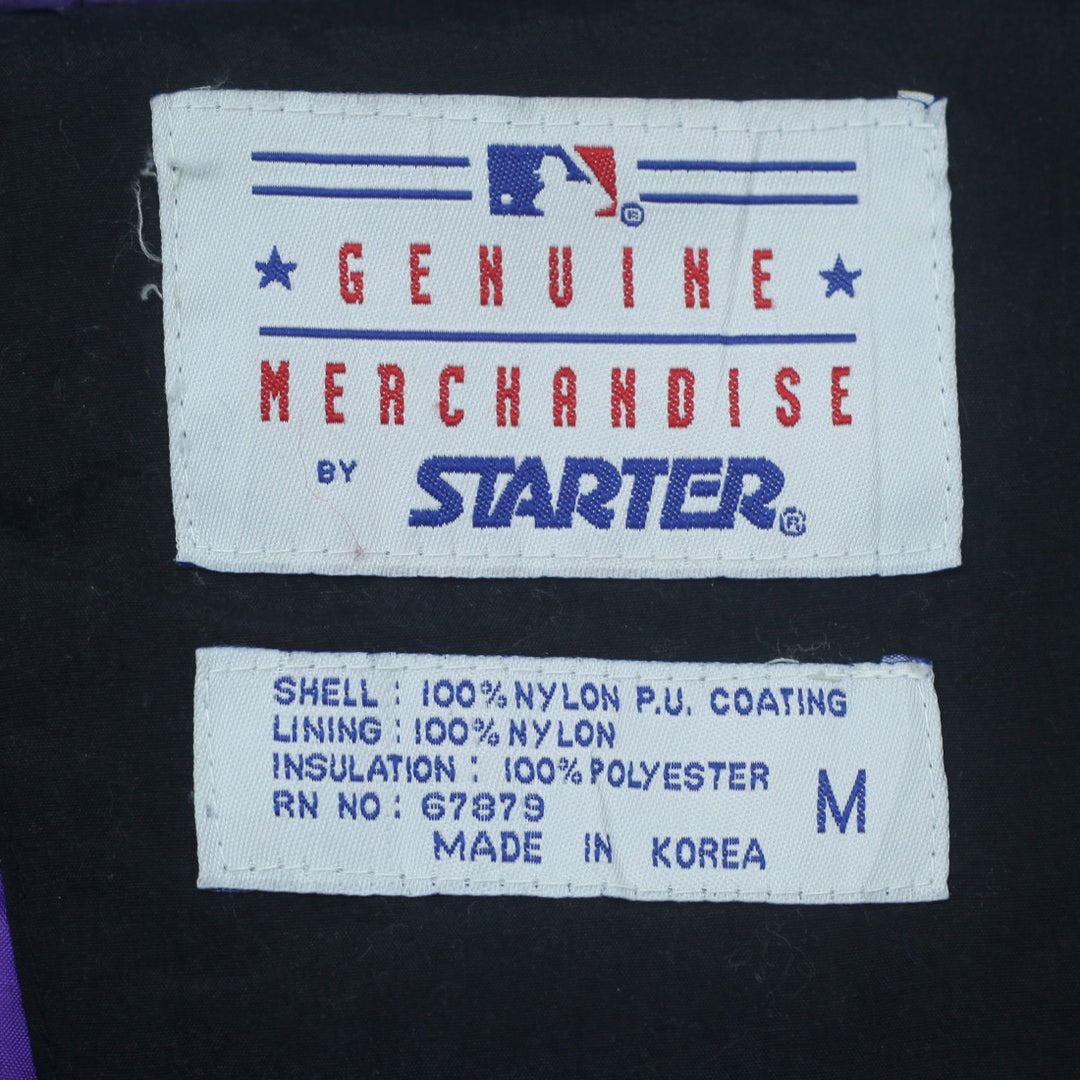 ®
GENUINE
MERCHANDISE
BY STARTER®
SHELL : 100% NYLON P.U. COATING
LINING : 100% NYLON
INSULATION : 100% POLYESTER
RN NO : 67879
M
MADE IN KOREA